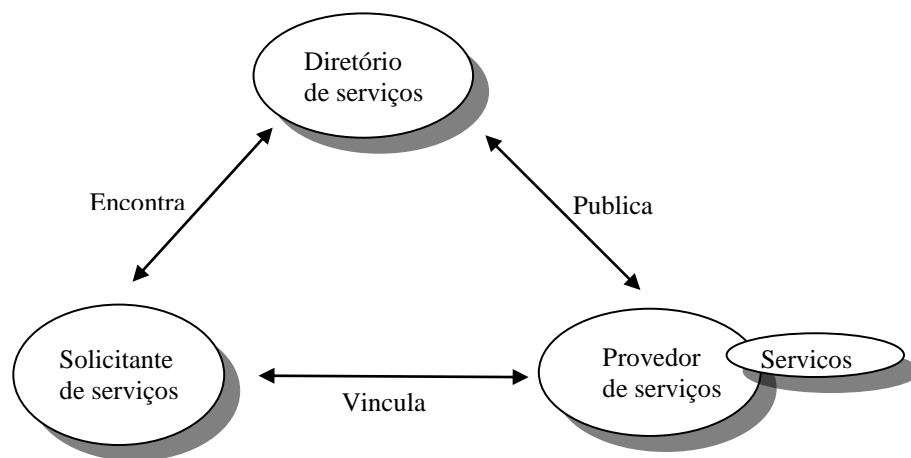 Diretório
de serviços
Encontra
Publica
Solicitante
de serviços
Vincula
Provedor
de serviços
Servicos